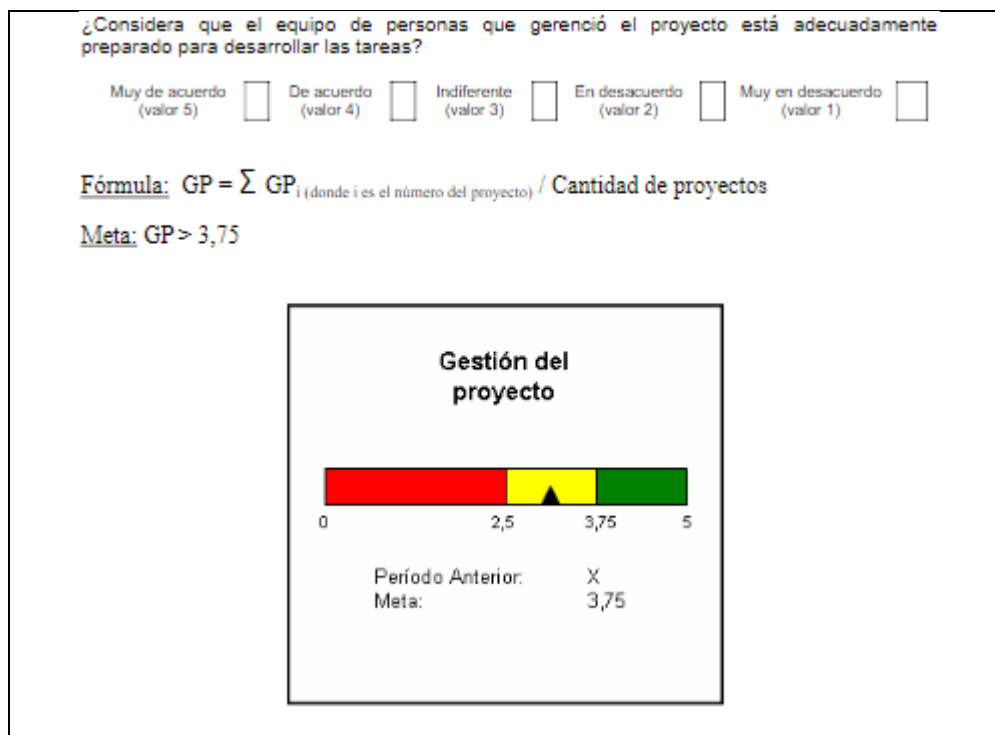 ¿Considera que el equipo de personas que gerenció el proyecto está adecuadamente
preparado para desarrollar las tareas?
Muy de acuerdo De acuerdo Indiferente En desacuerdo Muy en desacuerdo
(valor 5) (valor 4) (valor 3) (valor 2) (valor 1)
Fórmula: GP = Σ GPi (donde i es el número del proyecto) / Cantidad de proyectos
Meta: GP > 3,75
Gestión del
proyecto
0 2,5 3,75 5
Período Anterior: X
Meta: 3,75